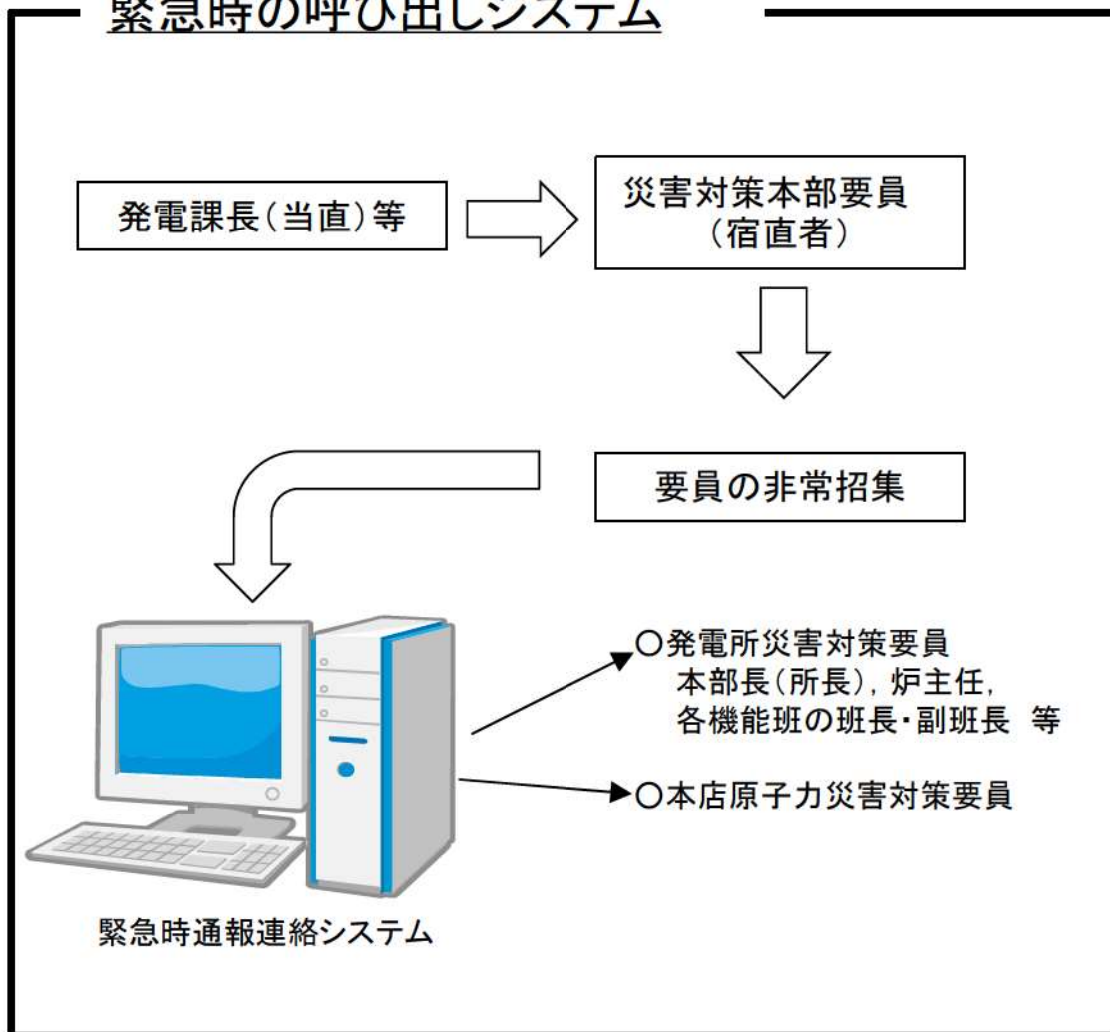 緊急時の呼び出しシステム
発電課長(当直)等
災害対策本部要員
(宿直者)
要員の非常招集
○発電所災害対策要員
本部長(所長),炉主任,
各機能班の班長・副班長 等
○本店原子力災害対策要員
緊急時通報連絡システム